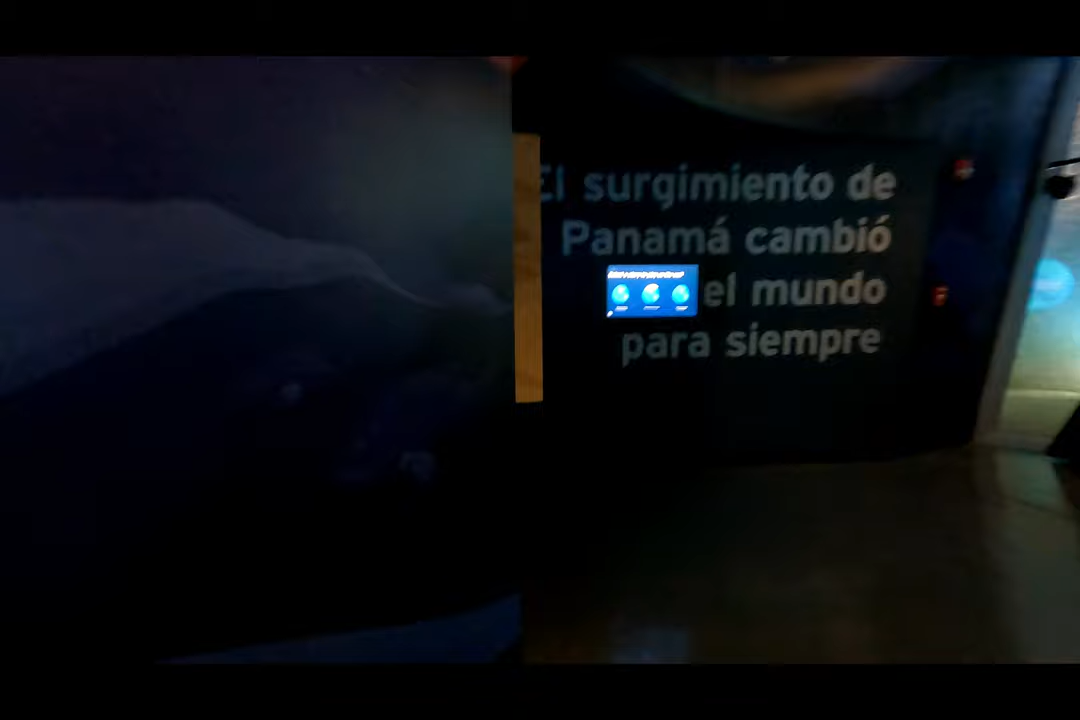 El surgimiento de
Panamá cambió
el mundo
para siempre